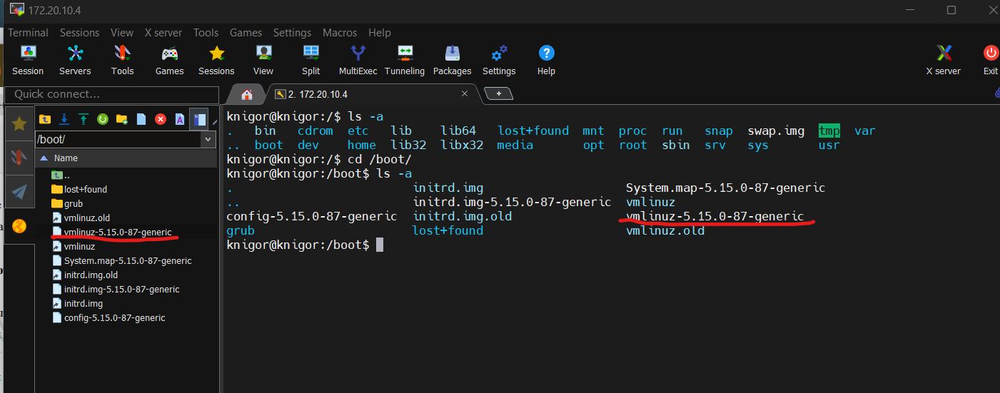 172.20.10.4
Terminal Sessions View X server Tools Games Settings Macros Help
Session Servers Tools Games Sessions View Split MultiExec Tunneling Packages Settings Help X server Exit
Quick connect...
2. 172.20.10.4
/boot/
Name
..
lost+found
grub
vmlinuz.old
vmlinuz-5.15.0-87-generic
vmlinuz
System.map-5.15.0-87-generic
initrd.img.old
initrd.img-5.15.0-87-generic
initrd.img
config-5.15.0-87-generic
knigor@knigor:/$ ls -a
. bin cdrom etc lib lib64 lost+found mnt proc run snap swap.img tmp var
.. boot dev home lib32 libx32 media opt root sbin srv sys usr
knigor@knigor:/$ cd /boot/
knigor@knigor:/boot$ ls -a
. initrd.img System.map-5.15.0-87-generic
.. initrd.img-5.15.0-87-generic vmlinuz
config-5.15.0-87-generic initrd.img.old vmlinuz-5.15.0-87-generic
grub lost+found vmlinuz.old
knigor@knigor:/boot$